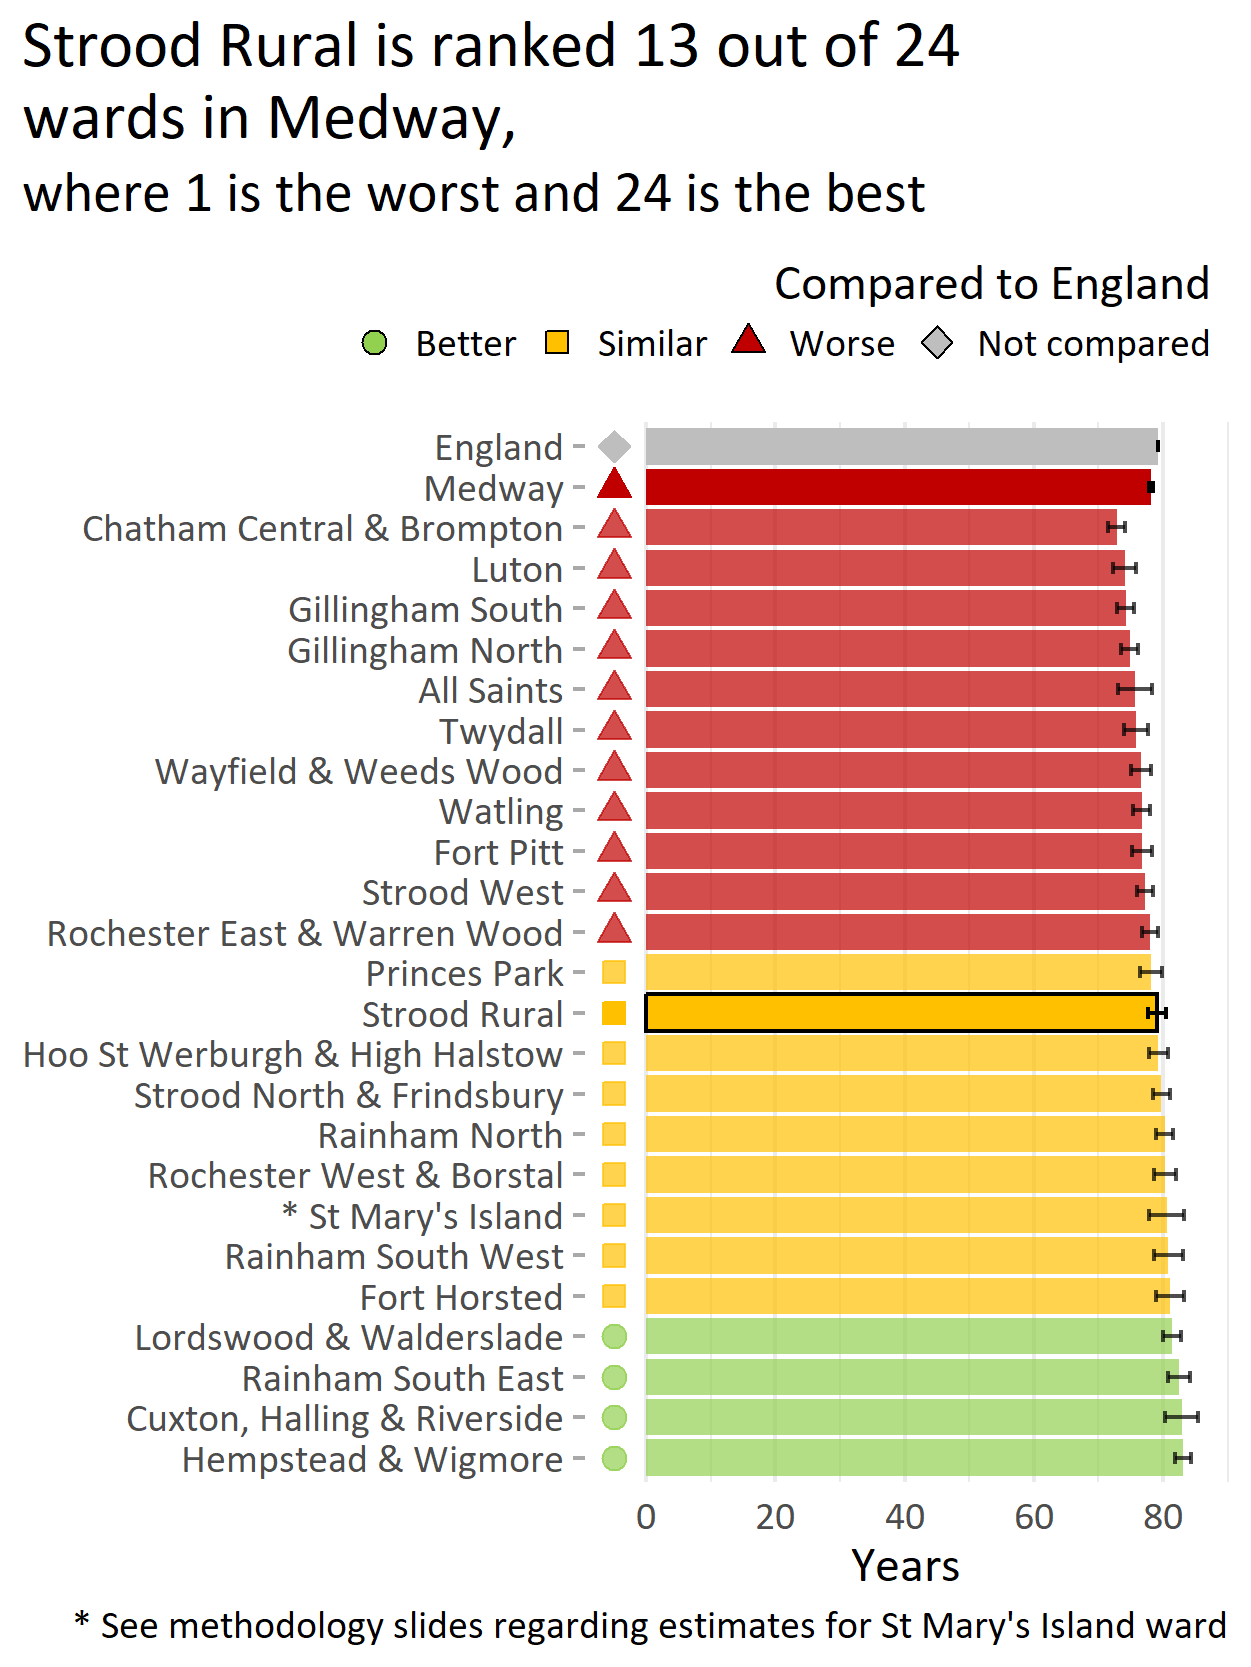 Strood Rural is ranked 13 out of 24
wards in Medway,
where 1 is the worst and 24 is the best
Compared to England
Better Similar Worse Not compared
England
Medway
Chatham Central & Brompton
Luton
Gillingham South
Gillingham North
All Saints
Twydall
Wayfield & Weeds Wood
Watling
Fort Pitt
Strood West
Rochester East & Warren Wood
Princes Park
Strood Rural
Hoo St Werburgh & High Halstow
Strood North & Frindsbury
Rainham North
Rochester West & Borstal
* St Mary's Island
Rainham South West
Fort Horsted
Lordswood & Walderslade
Rainham South East
Cuxton, Halling & Riverside
Hempstead & Wigmore
0 20 40 60 80
Years
* See methodology slides regarding estimates for St Mary's Island ward